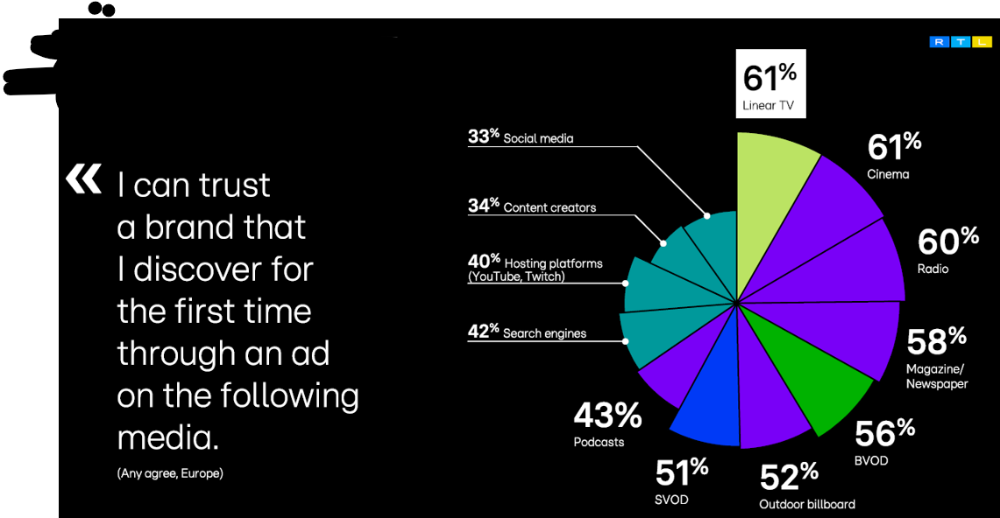 RTL
61%
Linear TV
«
I can trust
a brand that
I discover for
the first time
through an ad
on the following
media.
(Any agree, Europe)
61%
Cinema
60%
Radio
58%
Magazine/
Newspaper
56%
BVOD
52%
Outdoor billboard
51%
SVOD
43%
Podcasts
42% Search engines
40% Hosting platforms
(YouTube, Twitch)
34% Content creators
33% Social media